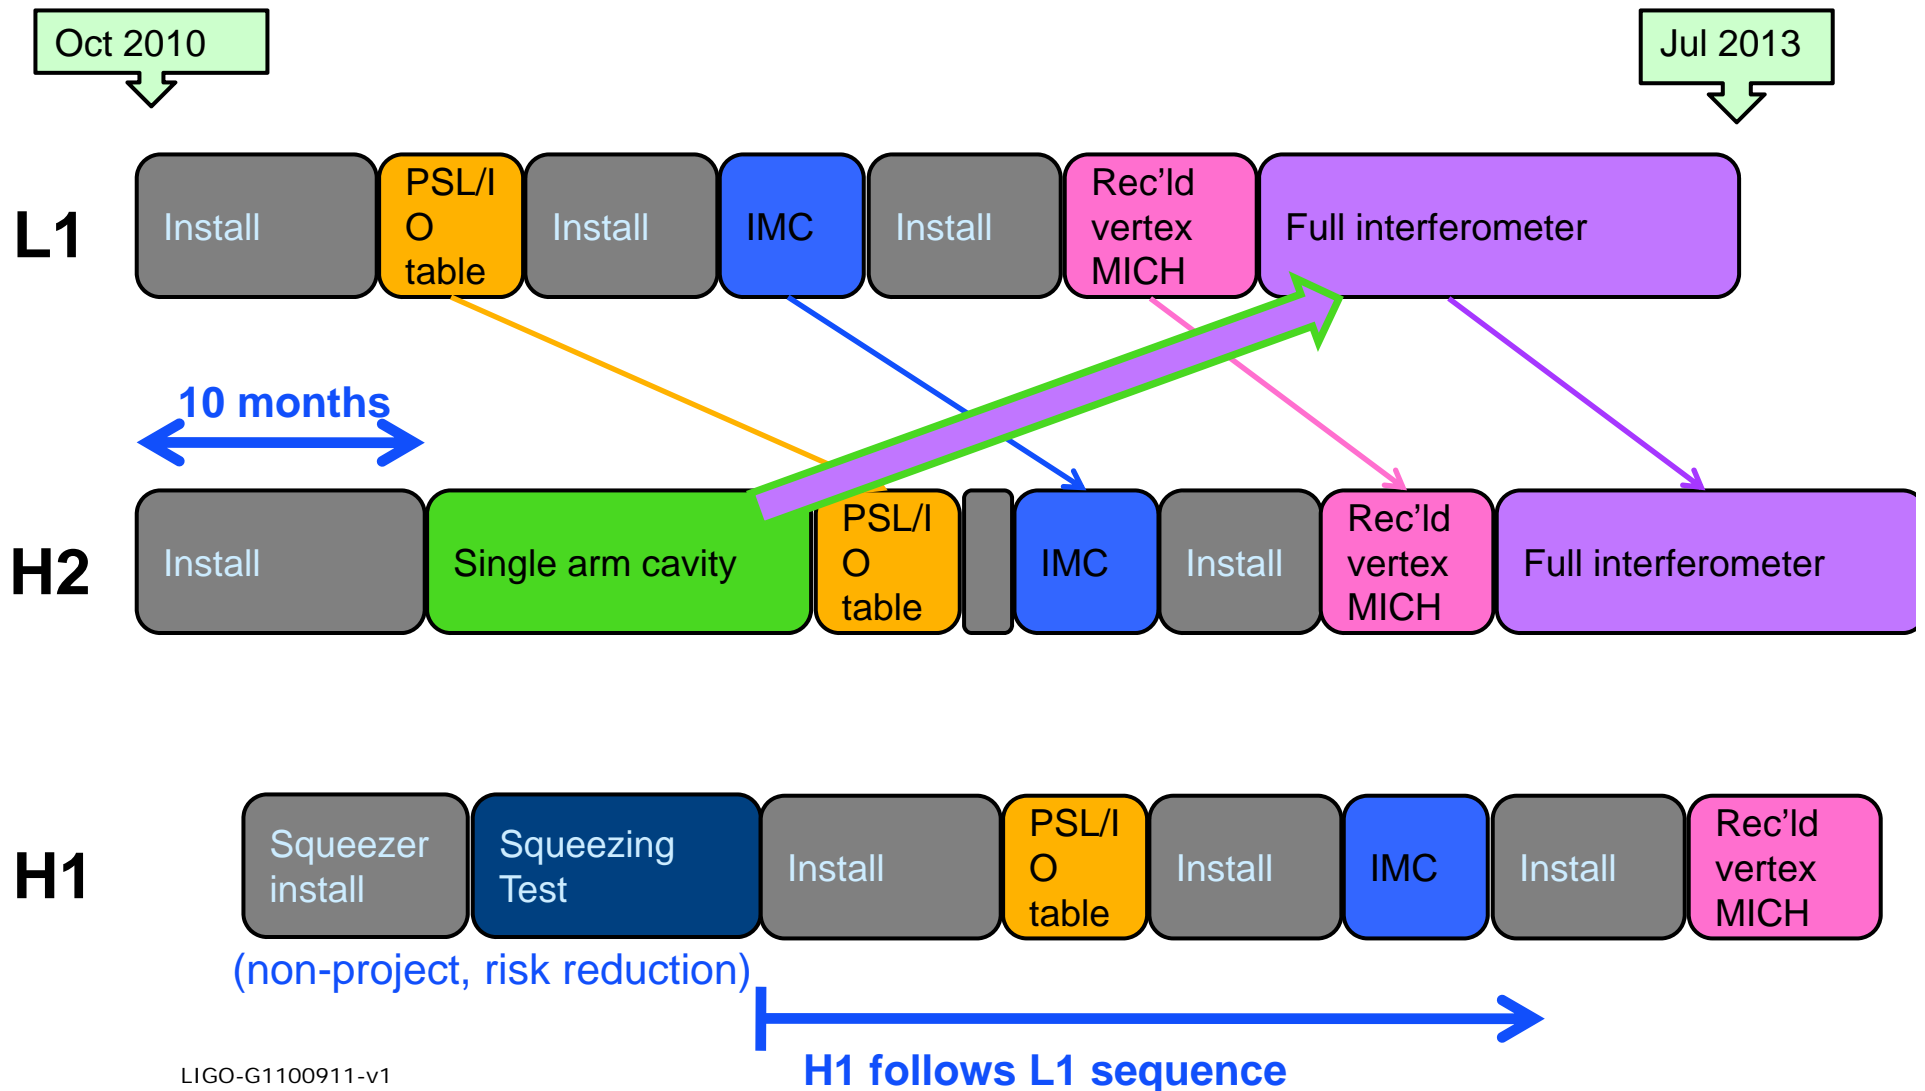 Oct 2010
Jul 2013
L1
Install
PSL/I
O
table
Install
IMC
Install
Rec'ld
vertex
MICH
Full interferometer
10 months
H2
Install
Single arm cavity
PSL/I
O
table
IMC
Install
Rec'ld
vertex
MICH
Full interferometer
H1
Squeezer
install
Squeezing
Test
Install
PSL/I
O
table
Install
IMC
Install
Rec'ld
vertex
MICH
(non-project, risk reduction)
H1 follows L1 sequence
LIGO-G1100911-v1